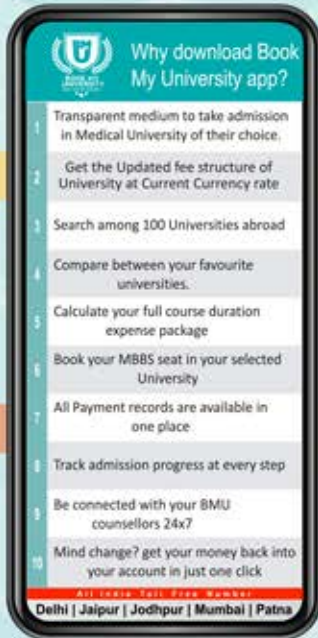 BOOK MY
UNIVERSITY
Why download Book
My University app?
1 Transparent medium to take admission
in Medical University of their choice.
2 Get the Updated fee structure of
University at Current Currency rate
3 Search among 100 Universities abroad
4 Compare between your favourite
universities.
5 Calculate your full course duration
expense package
6 Book your MBBS seat in your selected
University
7 All Payment records are available in
one place
8 Track admission progress at every step
9 Be connected with your BMU
counsellors 24x7
10 Mind change? get your money back into
your account in just one click
All India Toll Free Number
Delhi | Jaipur | Jodhpur | Mumbai | Patna